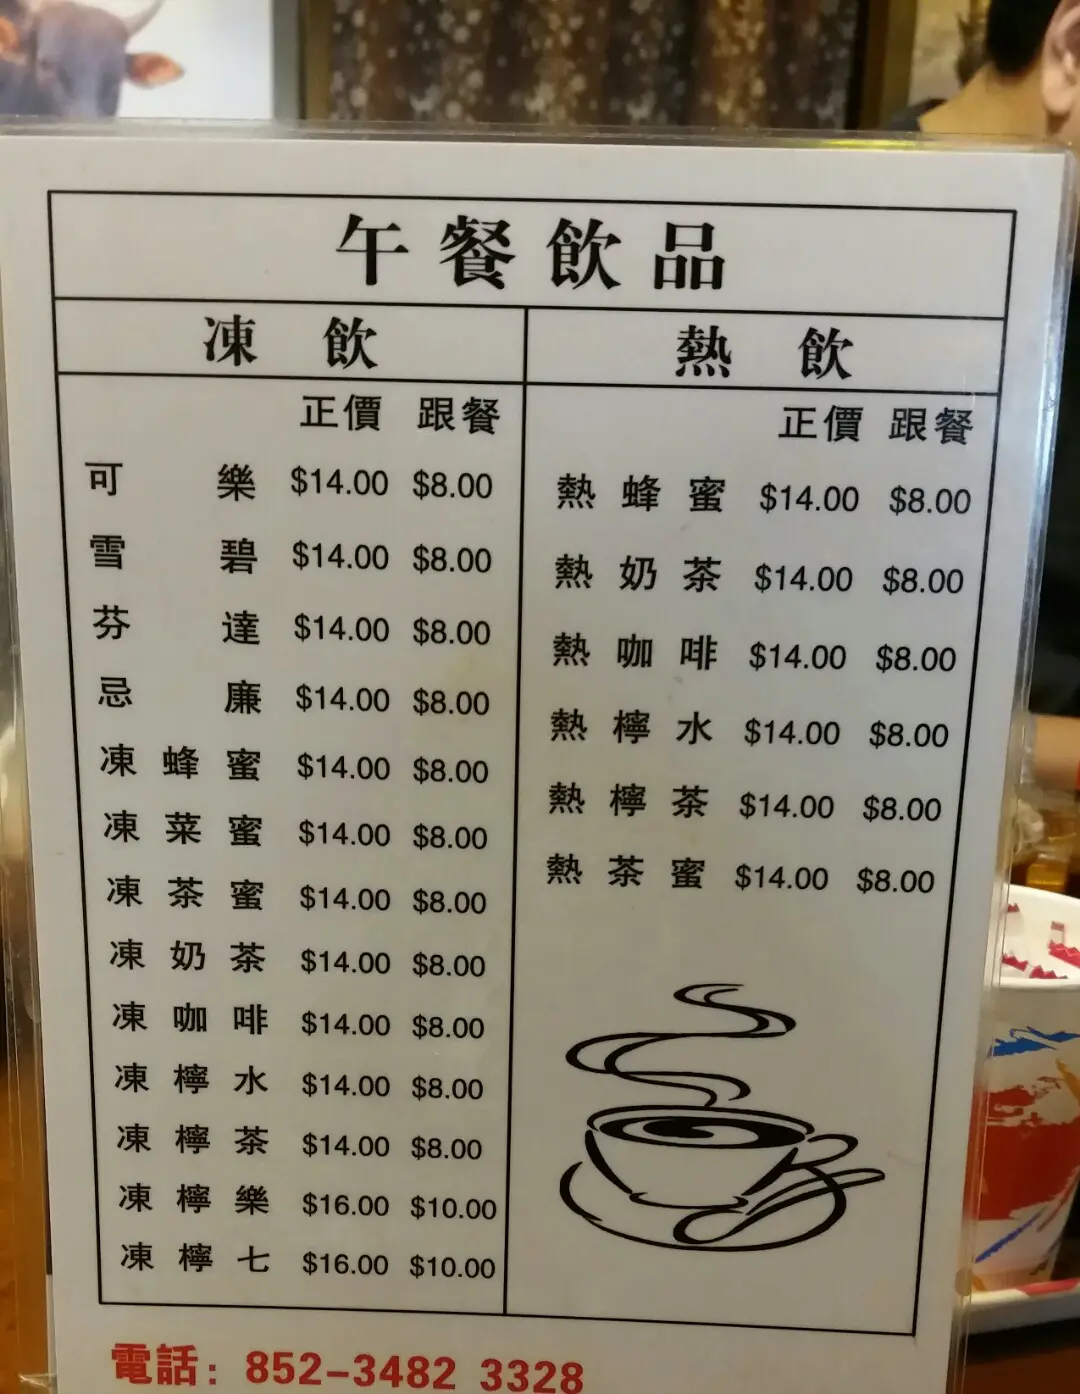 午餐飲品
凍飲
正價 跟餐
可樂 $14.00 $8.00
雪碧 $14.00 $8.00
芬達 $14.00 $8.00
忌廉 $14.00 $8.00
凍蜂蜜 $14.00 $8.00
凍菜蜜 $14.00 $8.00
凍茶蜜 $14.00 $8.00
凍奶茶 $14.00 $8.00
凍咖啡 $14.00 $8.00
凍檸水 $14.00 $8.00
凍檸茶 $14.00 $8.00
凍檸樂 $16.00 $10.00
凍檸七 $16.00 $10.00
熱飲
正價 跟餐
熱蜂蜜 $14.00 $8.00
熱奶茶 $14.00 $8.00
熱咖啡 $14.00 $8.00
熱檸水 $14.00 $8.00
熱檸茶 $14.00 $8.00
熱茶蜜 $14.00 $8.00
電話: 852-3482 3328